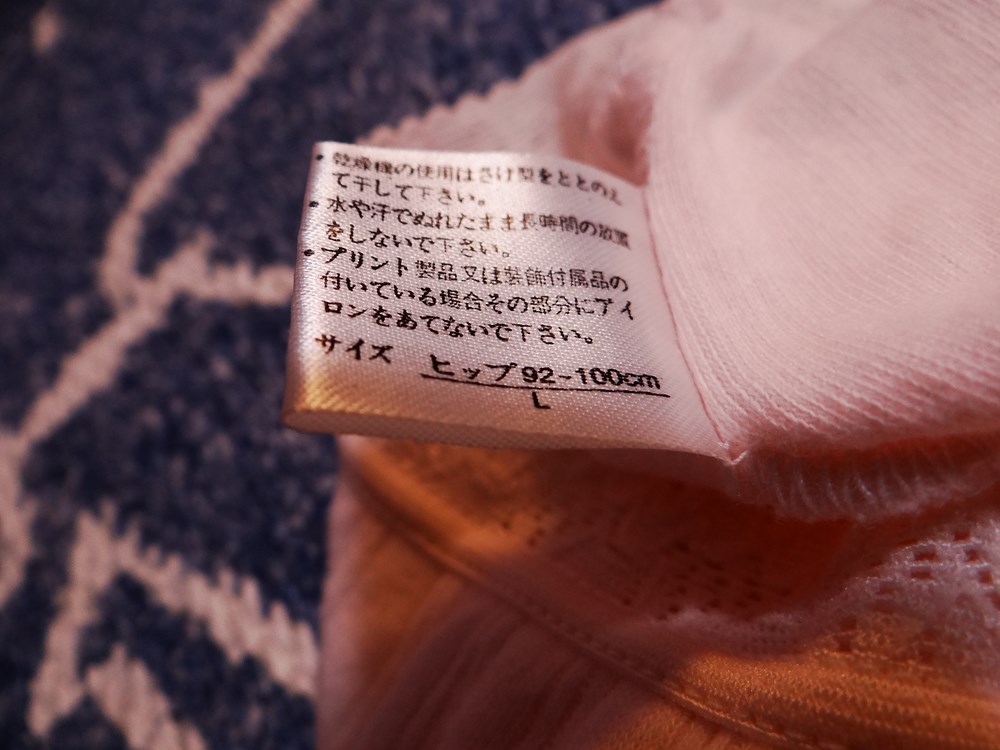 ・乾燥機の使用はさけ型をととのえ
て干して下さい。
・水や汗でぬれたまま長時間の放置
をしないで下さい。
・プリント製品又は装飾付属品の
付いている場合その部分にアイ
ロンをあてないで下さい。
サイズ ヒップ92-100cm
L